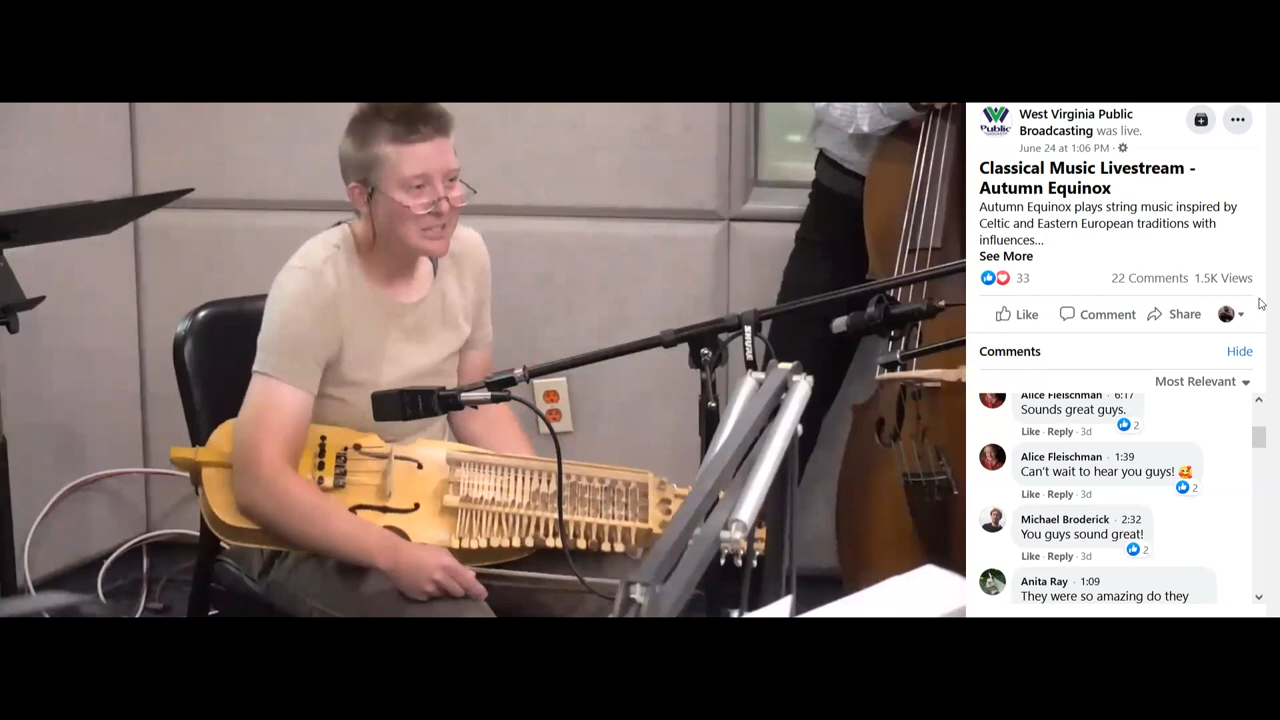 SHURE
Public
West Virginia Public
Broadcasting was live.
June 24 at 1:06 PM ·
Classical Music Livestream -
Autumn Equinox
Autumn Equinox plays string music inspired by
Celtic and Eastern European traditions with
influences...
See More
33
22 Comments 1.5K Views
Like
Comment
Share
Comments
Hide
Most Relevant
Alice Fleischman · 6:17
Sounds great guys.
2
Like · Reply · 3d
Alice Fleischman · 1:39
Can't wait to hear you guys! 🥰
2
Like · Reply · 3d
Michael Broderick · 2:32
You guys sound great!
2
Like · Reply · 3d
Anita Ray · 1:09
They were so amazing do they